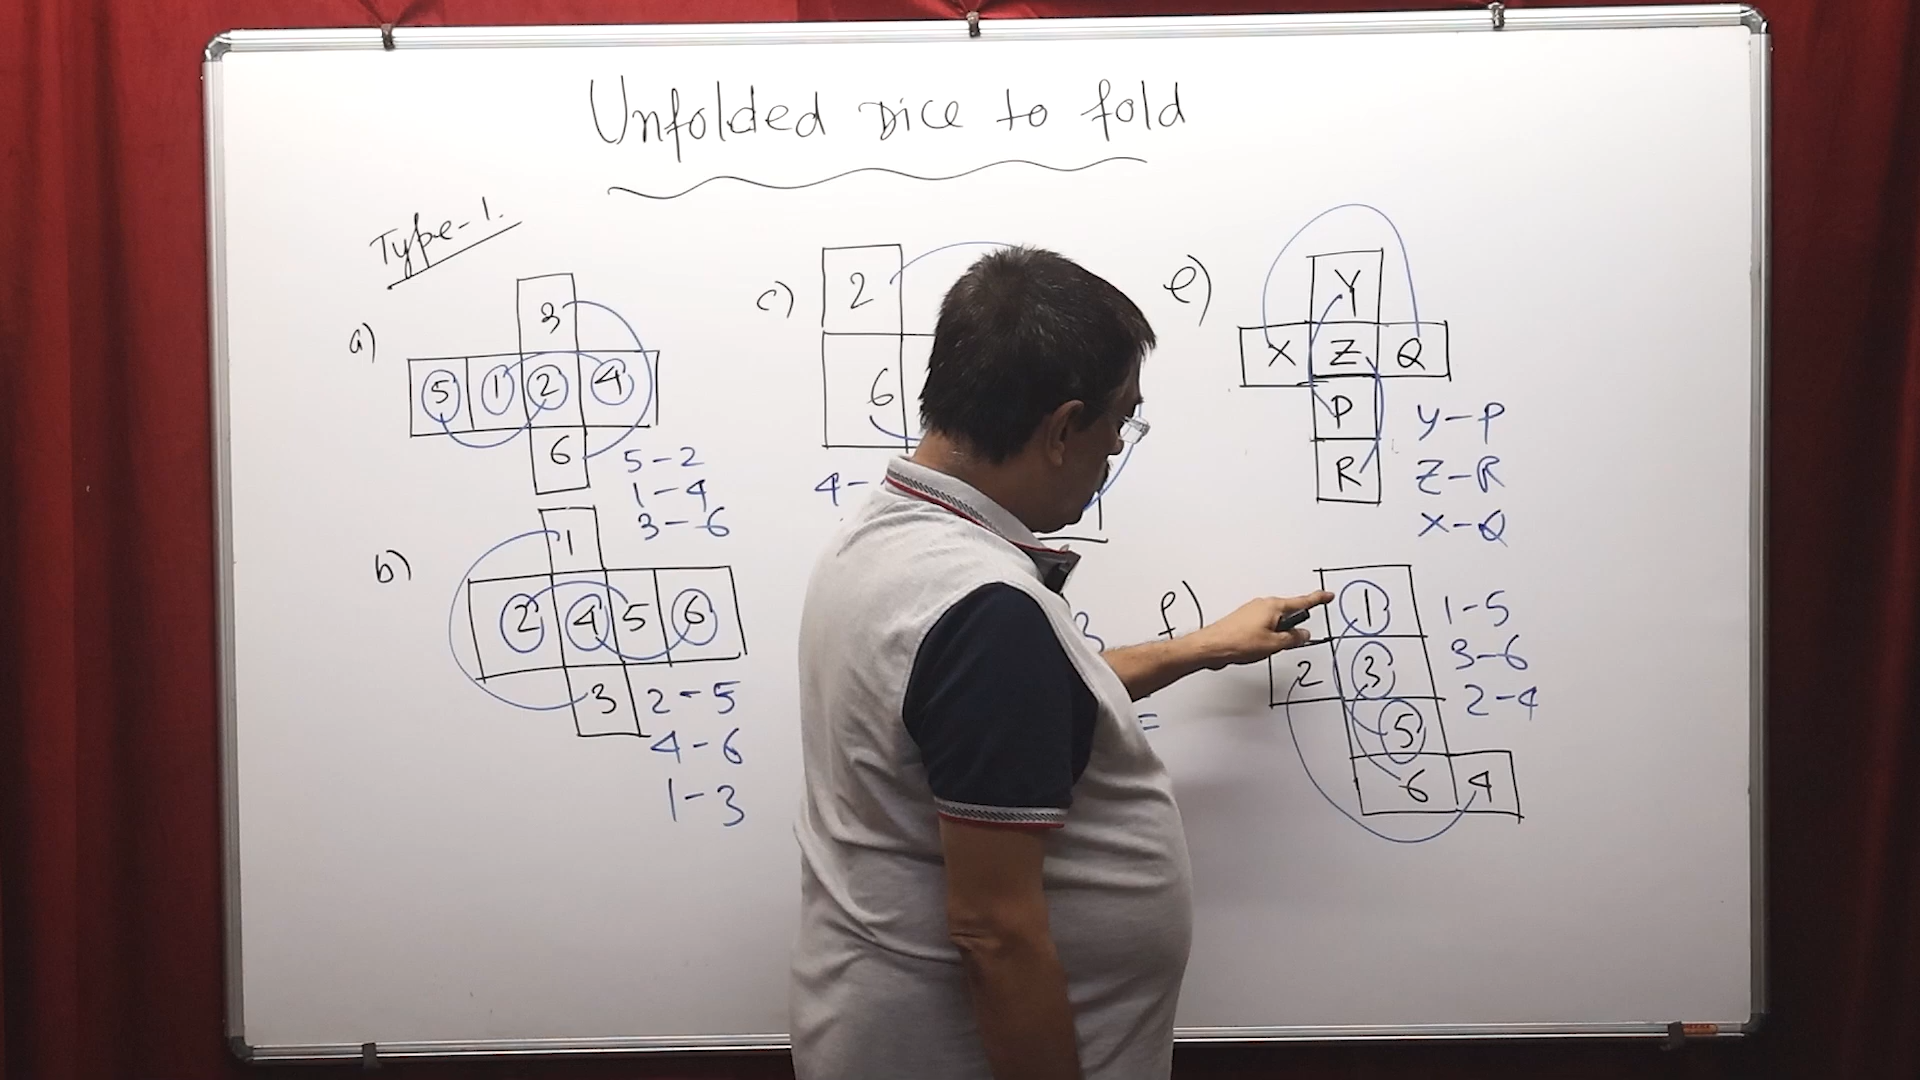 Unfolded Dice to fold
Type-1.
a)
3
5 1 2 4
6
5-2
1-4
3-6
b)
1
2 4 5 6
3
2-5
4-6
1-3
c)
2
6
4-
3
=
e)
Y
X Z Q
P
R
Y-P
Z-R
X-Q
f)
1
2 3
5
6 4
1-5
3-6
2-4